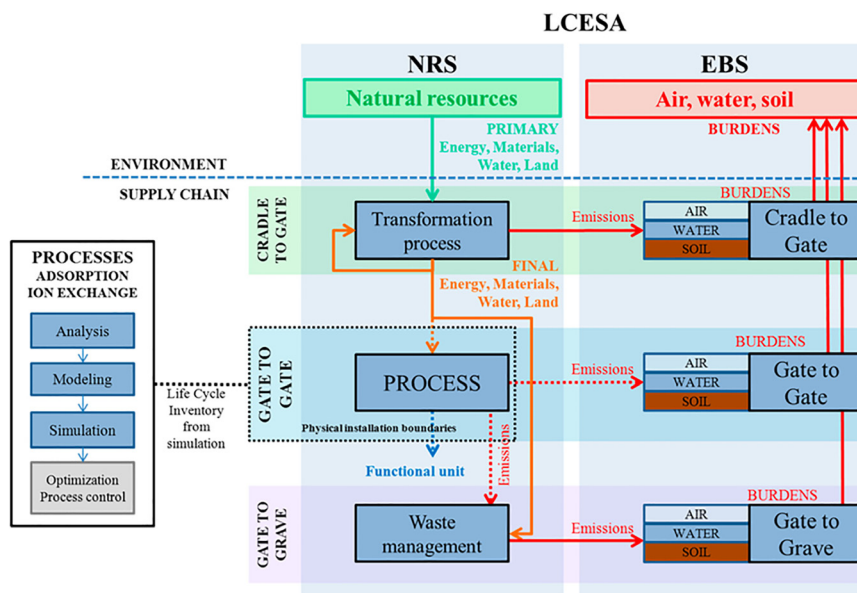 LCESA
NRS
EBS
Natural resources
Air, water, soil
PRIMARY
Energy, Materials,
Water, Land
BURDENS
ENVIRONMENT
SUPPLY CHAIN
CRADLE
TO GATE
Transformation
process
Emissions
BURDENS
AIR
WATER
SOIL
Cradle to
Gate
FINAL
Energy, Materials,
Water, Land
PROCESSES
ADSORPTION
ION EXCHANGE
Analysis
Modeling
Simulation
Optimization
Process control
Life Cycle
Inventory
from
simulation
GATE TO
GATE
PROCESS
Physical installation boundaries
Emissions
BURDENS
AIR
WATER
SOIL
Gate to
Gate
Functional unit
Emissions
GATE TO
GRAVE
Waste
management
Emissions
BURDENS
AIR
WATER
SOIL
Gate to
Grave